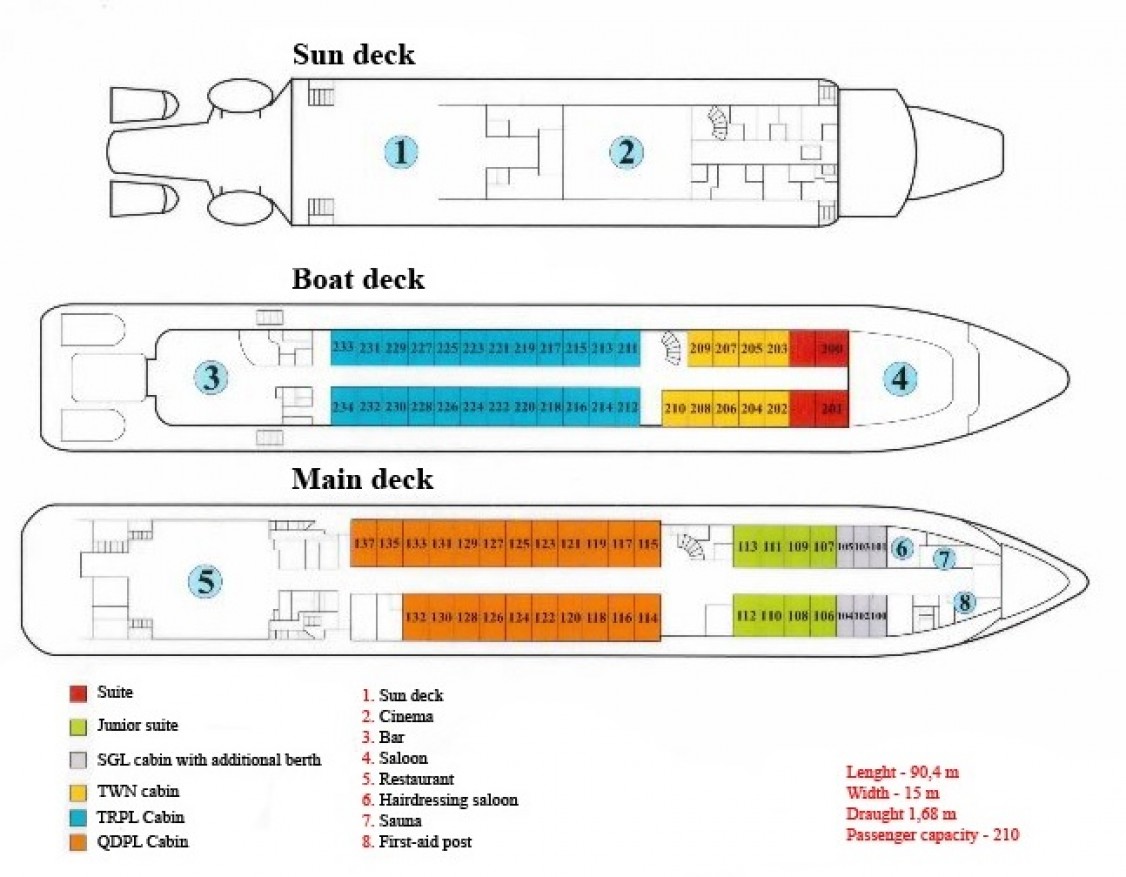 Sun deck
1
2
Boat deck
233 231 229 227 225 223 221 219 217 215 213 211 209 207 205 203 200
3
4
234 232 230 228 226 224 222 220 218 216 214 212 210 208 206 204 202 201
Main deck
137 135 133 131 129 127 125 123 121 119 117 115 113 111 109 107 105 103 101 6
7
5
8
132 130 128 126 124 122 120 118 116 114 112 110 108 106 104 102 100
Suite
Junior suite
SGL cabin with additional berth
TWN cabin
TRPL Cabin
QDPL Cabin
1. Sun deck
2. Cinema
3. Bar
4. Saloon
5. Restaurant
6. Hairdressing saloon
7. Sauna
8. First-aid post
Lenght - 90,4 m
Width - 15 m
Draught 1,68 m
Passenger capacity - 210